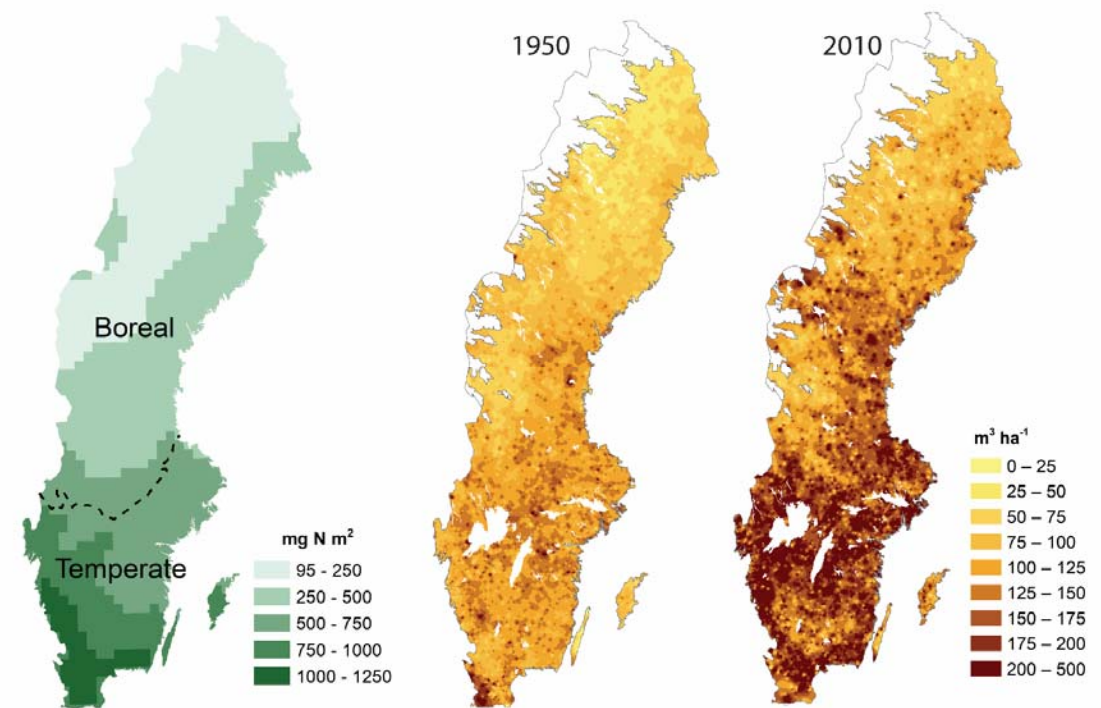 1950
2010
Boreal
Temperate
mg N m²
95 - 250
250 - 500
500 - 750
750 - 1000
1000 - 1250
m³ ha⁻¹
0 – 25
25 – 50
50 – 75
75 – 100
100 – 125
125 – 150
150 – 175
175 – 200
200 – 500